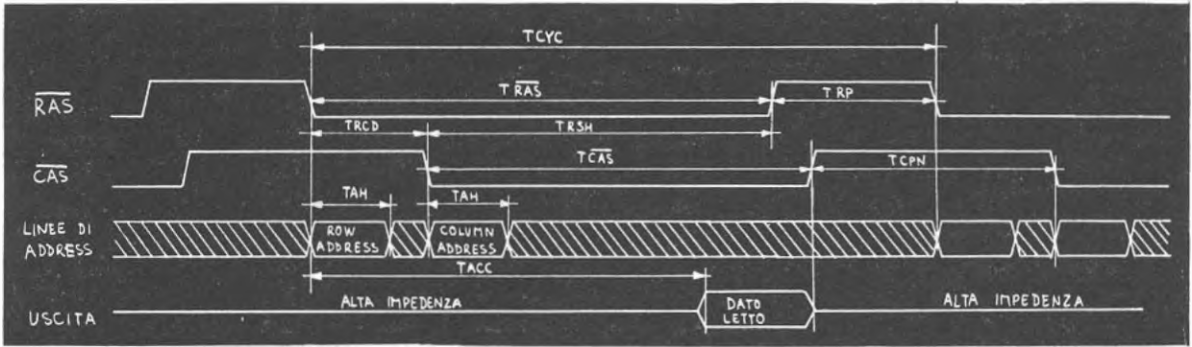 TCYC
RAS
T RAS
TRP
TRCD
TRSH
CAS
TCAS
TCPN
TAH
TAH
LINEE DI
ADDRESS
ROW
ADDRESS
COLUMN
ADDRESS
TACC
USCITA
ALTA IMPEDENZA
DATO
LETTO
ALTA IMPEDENZA